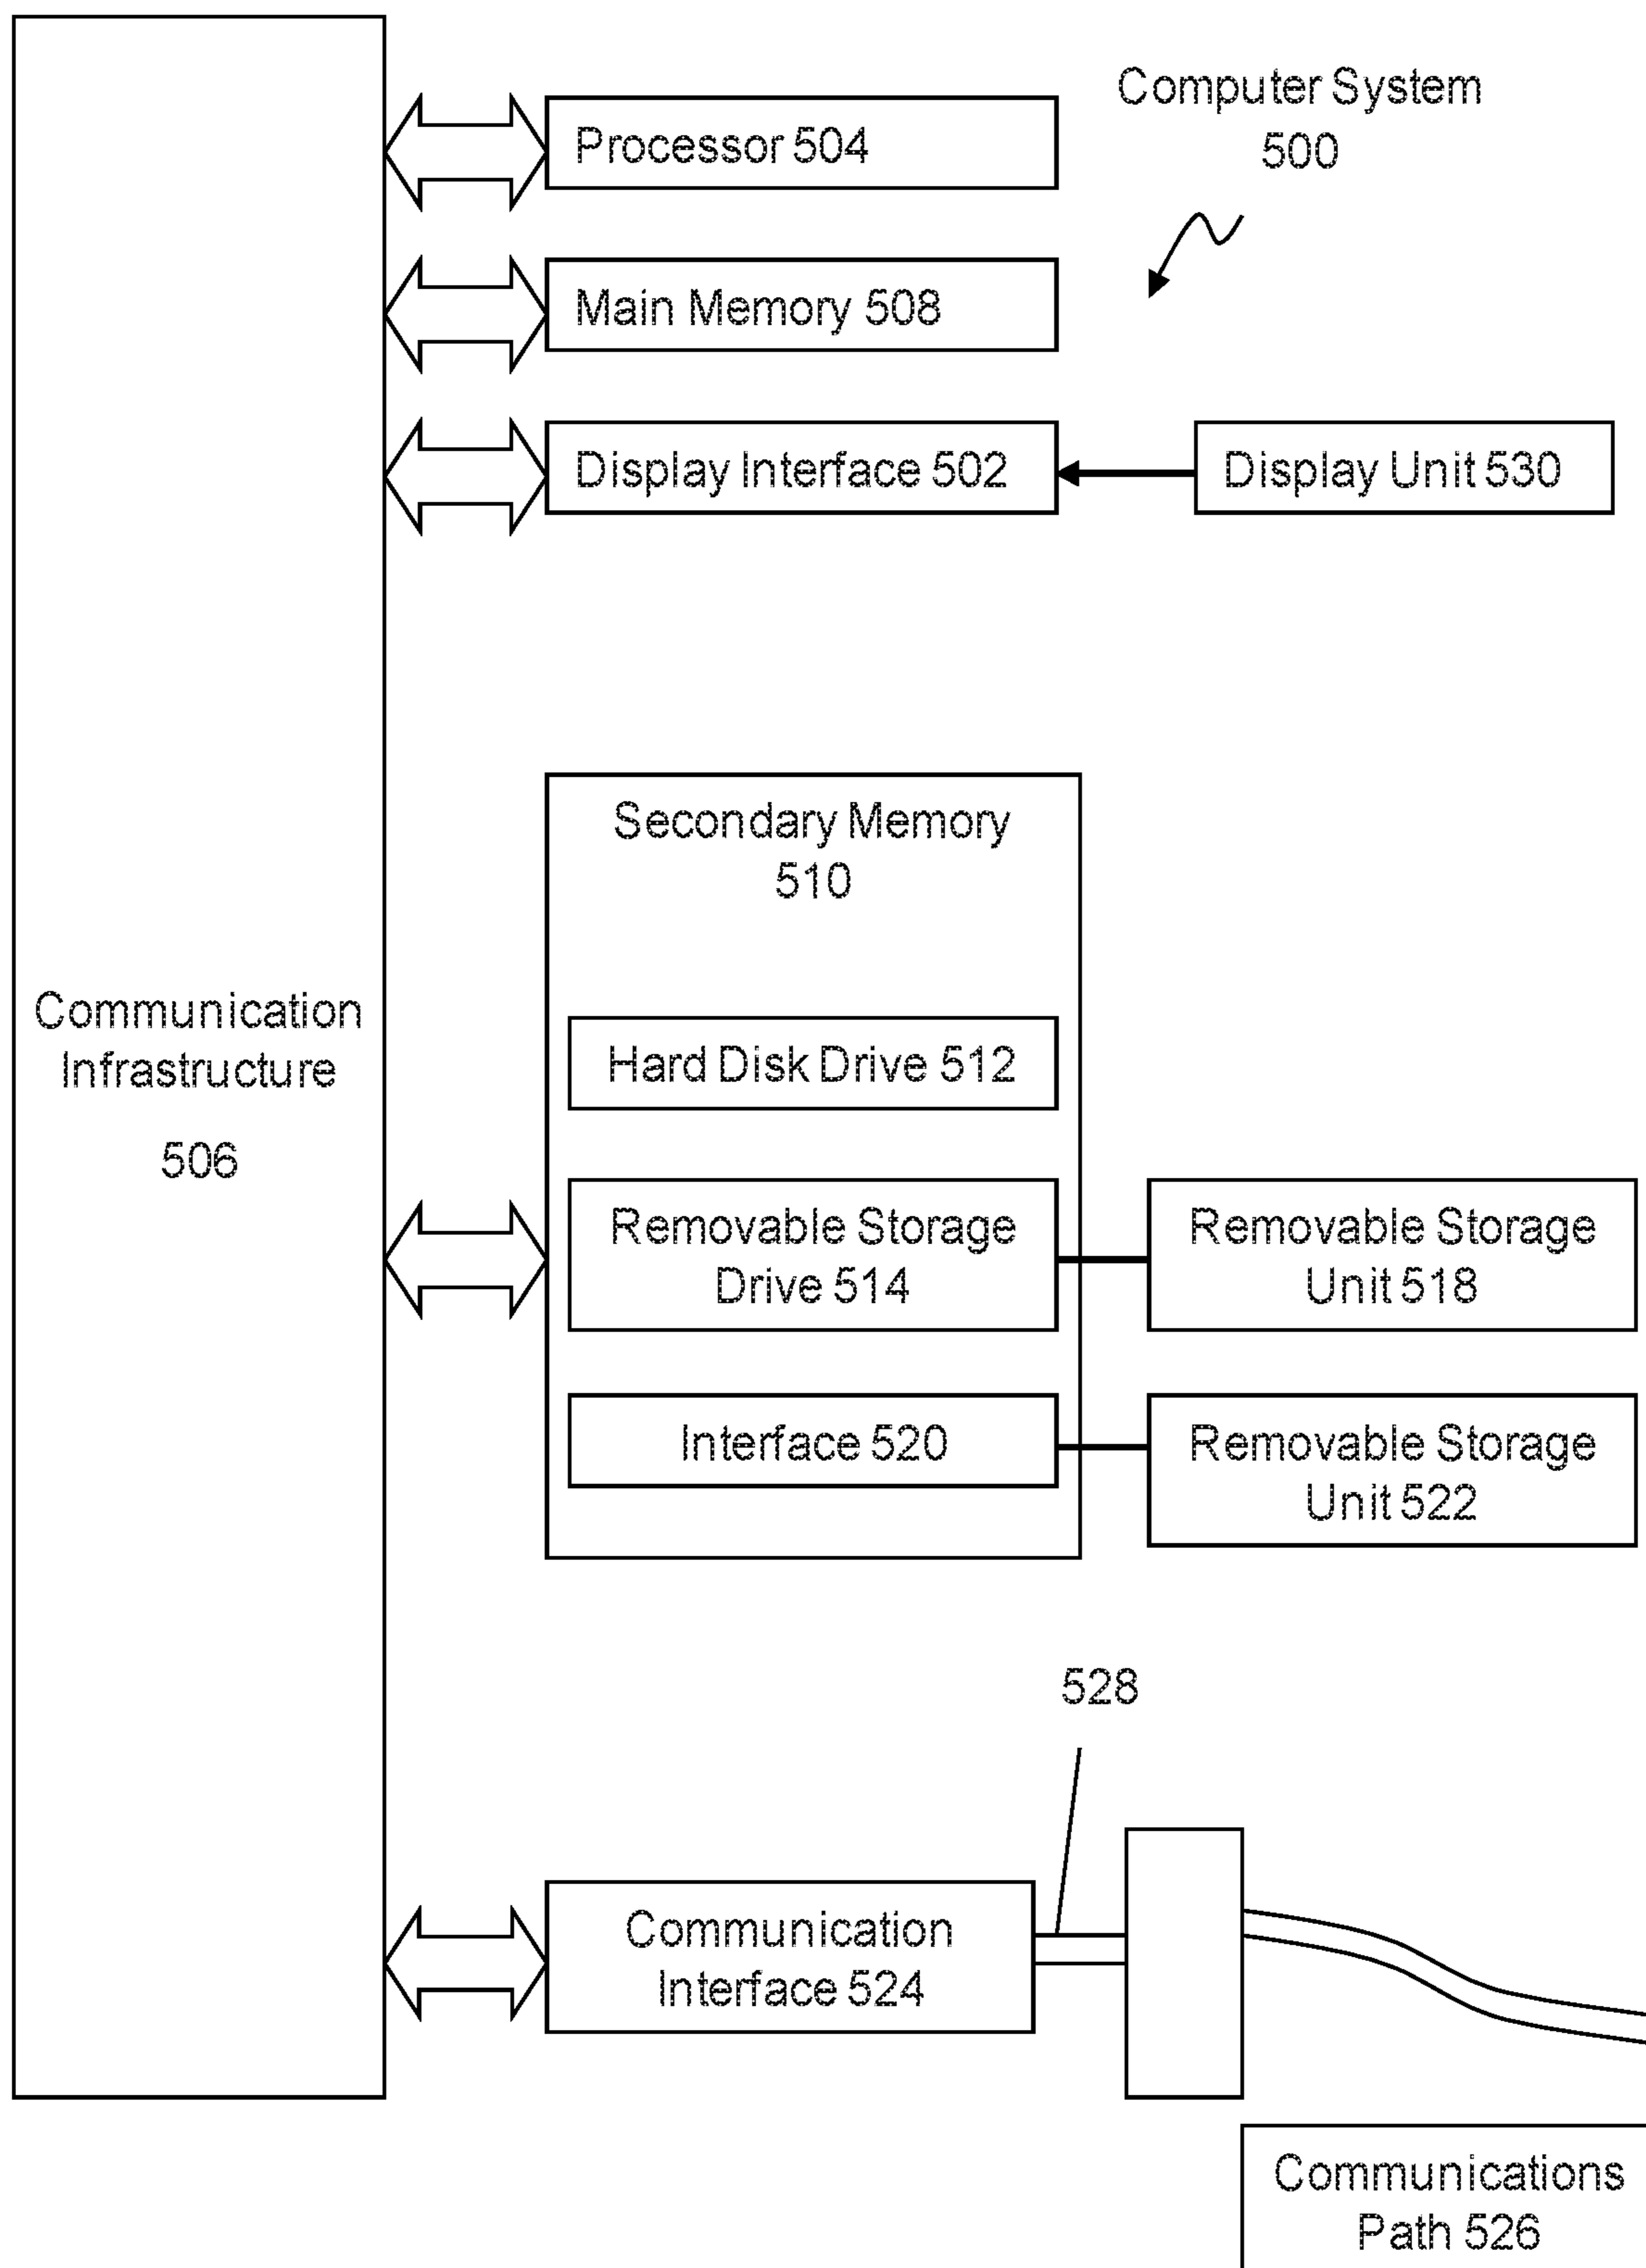 Computer System
500
Processor 504
Main Memory 508
Display Interface 502
Display Unit 530
Secondary Memory
510
Communication
Infrastructure
506
Hard Disk Drive 512
Removable Storage
Drive 514
Removable Storage
Unit 518
Interface 520
Removable Storage
Unit 522
528
Communication
Interface 524
Communications
Path 526